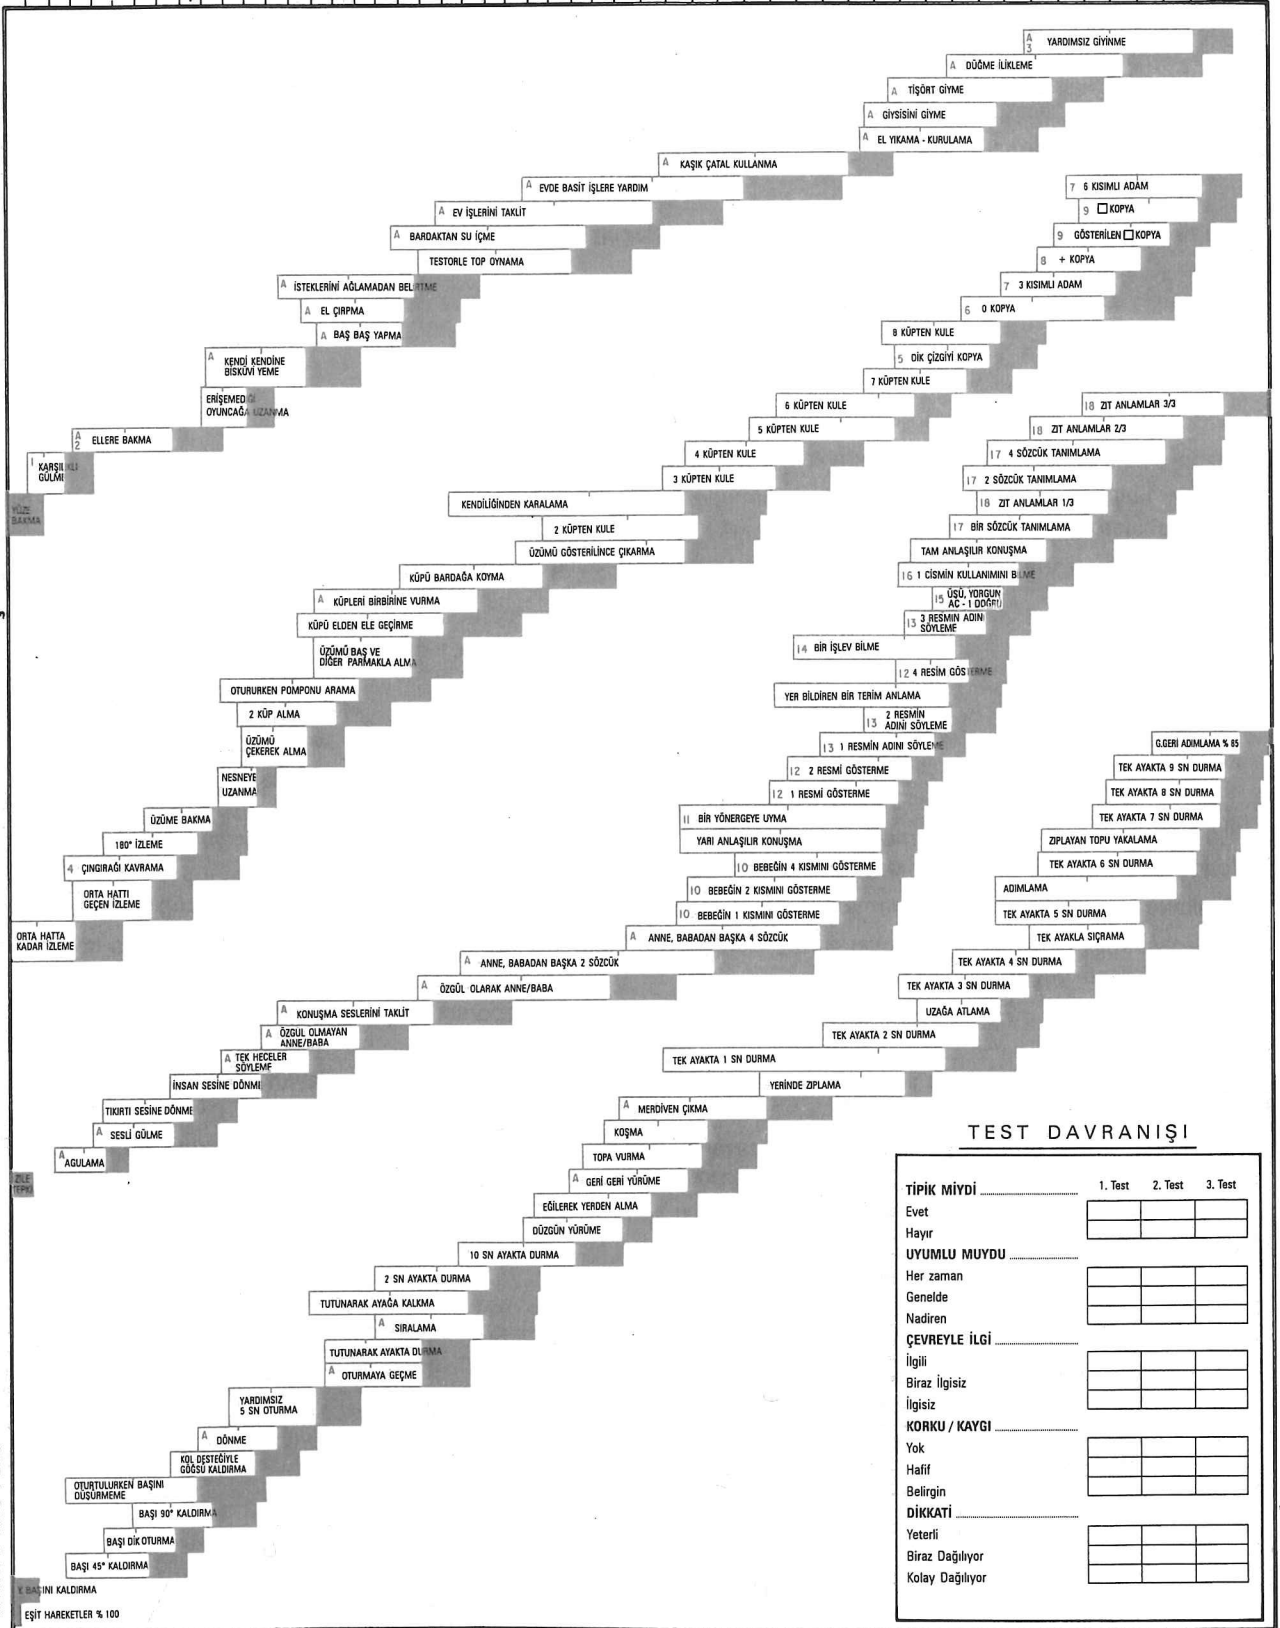 A
3
YARDIMSIZ GİYİNME
A DÜĞME İLİKLEME
A TİŞÖRT GİYME
A GİYSİSİNİ GİYME
A EL YIKAMA - KURULAMA
A KAŞIK ÇATAL KULLANMA
A EVDE BASİT İŞLERE YARDIM
7 6 KISIMLI ADAM
A EV İŞLERİNİ TAKLİT
9 □ KOPYA
A BARDAKTAN SU İÇME
9 GÖSTERİLEN □ KOPYA
TESTORLE TOP OYNAMA
8 + KOPYA
A İSTEKLERİNİ AĞLAMADAN BELİRTME
7 3 KISIMLI ADAM
A EL ÇIRPMA
6 O KOPYA
A BAŞ BAŞ YAPMA
8 KÜPTEN KULE
A KENDİ KENDİNE
BİSKÜVİ YEME
5 DİK ÇİZGİYİ KOPYA
7 KÜPTEN KULE
ERİŞEMEDİĞİ
OYUNCAĞA UZANMA
6 KÜPTEN KULE
18 ZIT ANLAMLAR 3/3
A
2
ELLERE BAKMA
5 KÜPTEN KULE
18 ZIT ANLAMLAR 2/3
1 KARŞILIKLI
GÜLME
4 KÜPTEN KULE
17 4 SÖZCÜK TANIMLAMA
3 KÜPTEN KULE
17 2 SÖZCÜK TANIMLAMA
YÜZE
BAKMA
KENDİLİĞİNDEN KARALAMA
18 ZIT ANLAMLAR 1/3
2 KÜPTEN KULE
17 BİR SÖZCÜK TANIMLAMA
ÜZÜMÜ GÖSTERİLİNCE ÇIKARMA
TAM ANLAŞILIR KONUŞMA
KÜPÜ BARDAĞA KOYMA
16 1 CİSMİN KULLANIMINI BİLME
A KÜPLERİ BİRBİRİNE VURMA
15 ÜŞÜ, YORGUN
AÇ - 1 DOĞRU
KÜPÜ ELDEN ELE GEÇİRME
13 3 RESMİN ADINI
SÖYLEME
ÜZÜMÜ BAŞ VE
DİĞER PARMAKLA ALMA
14 BİR İŞLEV BİLME
12 4 RESİM GÖSTERME
OTURURKEN POMPONU ARAMA
YER BİLDİREN BİR TERİM ANLAMA
2 KÜP ALMA
13 2 RESMİN
ADINI SÖYLEME
ÜZÜMÜ
ÇEKEREK ALMA
13 1 RESMİN ADINI SÖYLEME
G.GERİ ADIMLAMA % 85
NESNEYE
UZANMA
12 2 RESMİ GÖSTERME
TEK AYAKTA 9 SN DURMA
12 1 RESMİ GÖSTERME
TEK AYAKTA 8 SN DURMA
ÜZÜME BAKMA
11 BİR YÖNERGEYE UYMA
TEK AYAKTA 7 SN DURMA
180° İZLEME
YARI ANLAŞILIR KONUŞMA
ZIPLAYAN TOPU YAKALAMA
4 ÇINGIRAĞI KAVRAMA
10 BEBEĞİN 4 KISMINI GÖSTERME
TEK AYAKTA 6 SN DURMA
ORTA HATTI
GEÇEN İZLEME
10 BEBEĞİN 2 KISMINI GÖSTERME
ADIMLAMA
10 BEBEĞİN 1 KISMINI GÖSTERME
TEK AYAKTA 5 SN DURMA
ORTA HATTA
KADAR İZLEME
A ANNE, BABADAN BAŞKA 4 SÖZCÜK
TEK AYAKLA SIÇRAMA
A ANNE, BABADAN BAŞKA 2 SÖZCÜK
TEK AYAKTA 4 SN DURMA
A ÖZGÜL OLARAK ANNE/BABA
TEK AYAKTA 3 SN DURMA
A KONUŞMA SESLERİNİ TAKLİT
UZAĞA ATLAMA
A ÖZGUL OLMAYAN
ANNE/BABA
TEK AYAKTA 2 SN DURMA
A TEK HECELER
SÖYLEME
TEK AYAKTA 1 SN DURMA
İNSAN SESİNE DÖNME
YERİNDE ZIPLAMA
TIKIRTI SESİNE DÖNME
A MERDİVEN ÇIKMA
A SESLİ GÜLME
KOŞMA
A AGULAMA
TOPA VURMA
ZİLE
TEPKİ
A GERİ GERİ YÜRÜME
EĞİLEREK YERDEN ALMA
DÜZGÜN YÜRÜME
10 SN AYAKTA DURMA
2 SN AYAKTA DURMA
TUTUNARAK AYAĞA KALKMA
A SIRALAMA
TUTUNARAK AYAKTA DURMA
A OTURMAYA GEÇME
YARDIMSIZ
5 SN OTURMA
A DÖNME
KOL DESTEĞİYLE
GÖĞSÜ KALDIRMA
OTURTULURKEN BAŞINI
DÜŞÜRMEME
BAŞI 90° KALDIRMA
BAŞI DİK OTURMA
BAŞI 45° KALDIRMA
Y. BAŞINI KALDIRMA
EŞİT HAREKETLER % 100
TEST DAVRANIŞI
TİPİK MİYDİ 1. Test 2. Test 3. Test
Evet
Hayır
UYUMLU MUYDU
Her zaman
Genelde
Nadiren
ÇEVREYLE İLGİ
İlgili
Biraz İlgisiz
İlgisiz
KORKU / KAYGI
Yok
Hafif
Belirgin
DİKKATİ
Yeterli
Biraz Dağılıyor
Kolay Dağılıyor